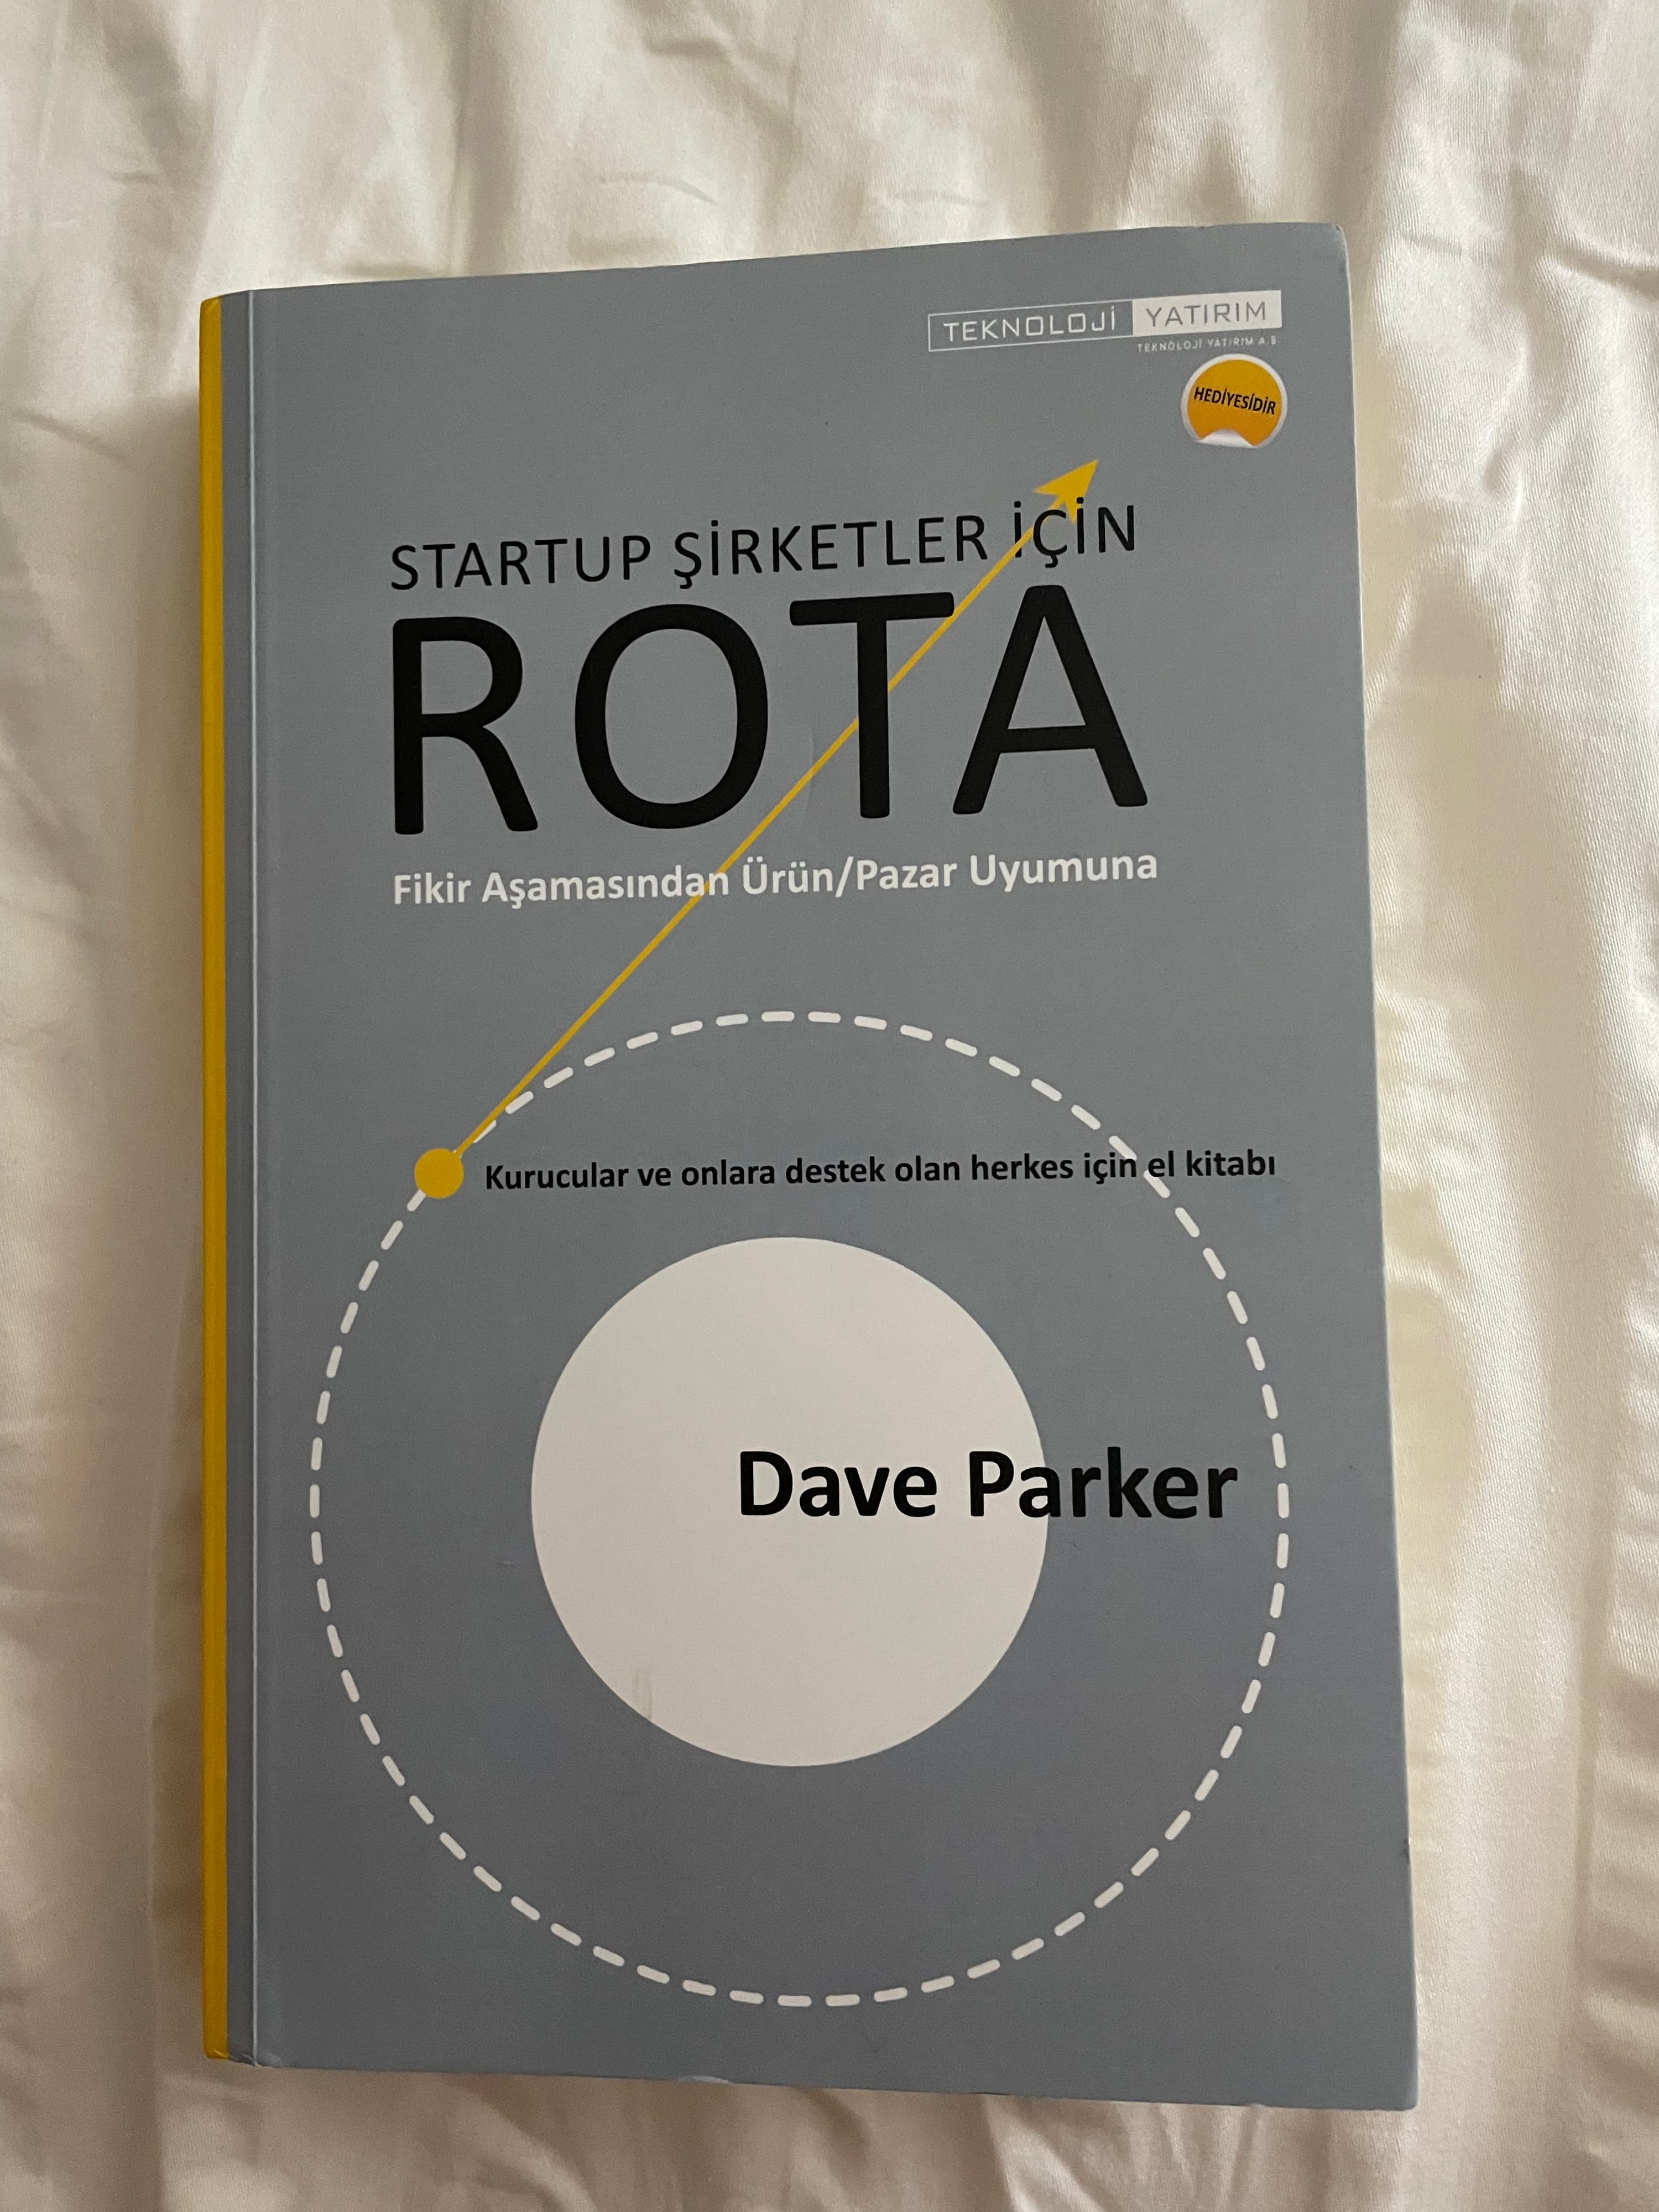 TEKNOLOJİ YATIRIM
TEKNOLOJİ YATIRIM A.Ş
HEDİYESİDİR
STARTUP ŞİRKETLER İÇİN
ROTA
Fikir Aşamasından Ürün/Pazar Uyumuna
Kurucular ve onlara destek olan herkes için el kitabı
Dave Parker